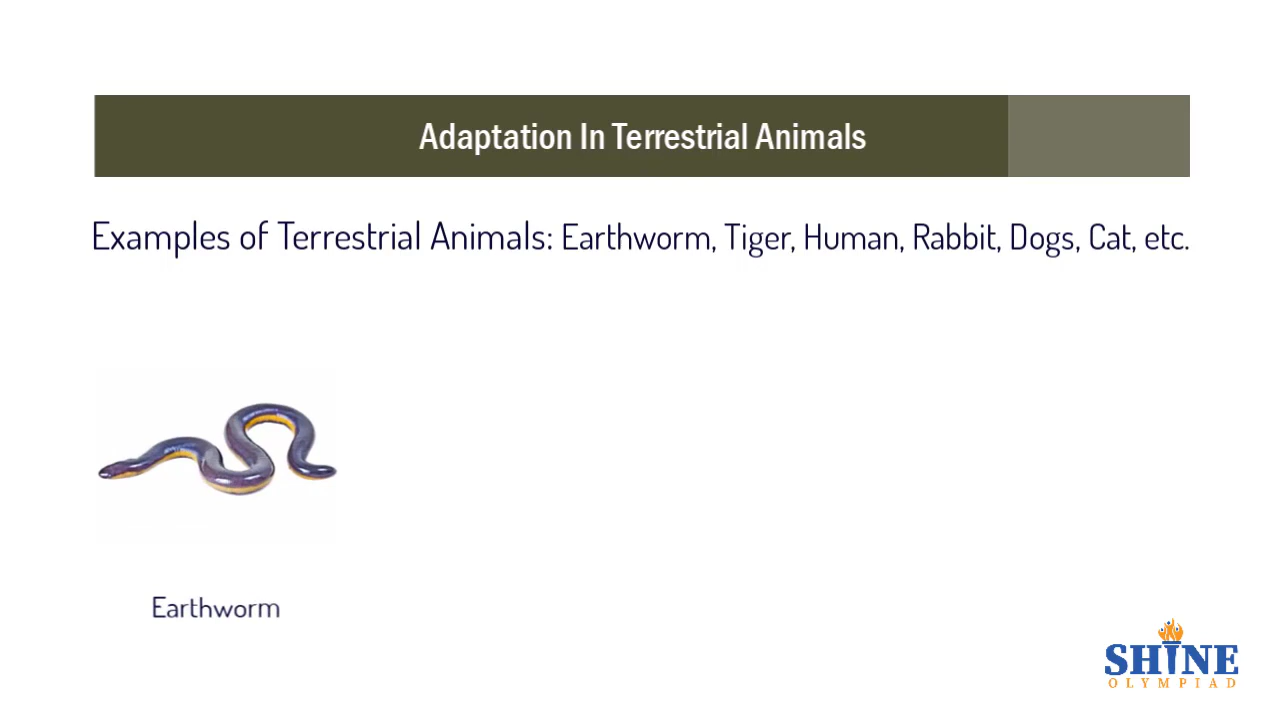 Adaptation In Terrestrial Animals
Examples of Terrestrial Animals: Earthworm, Tiger, Human, Rabbit, Dogs, Cat, etc.
Earthworm
SHINE
OLYMPIAD